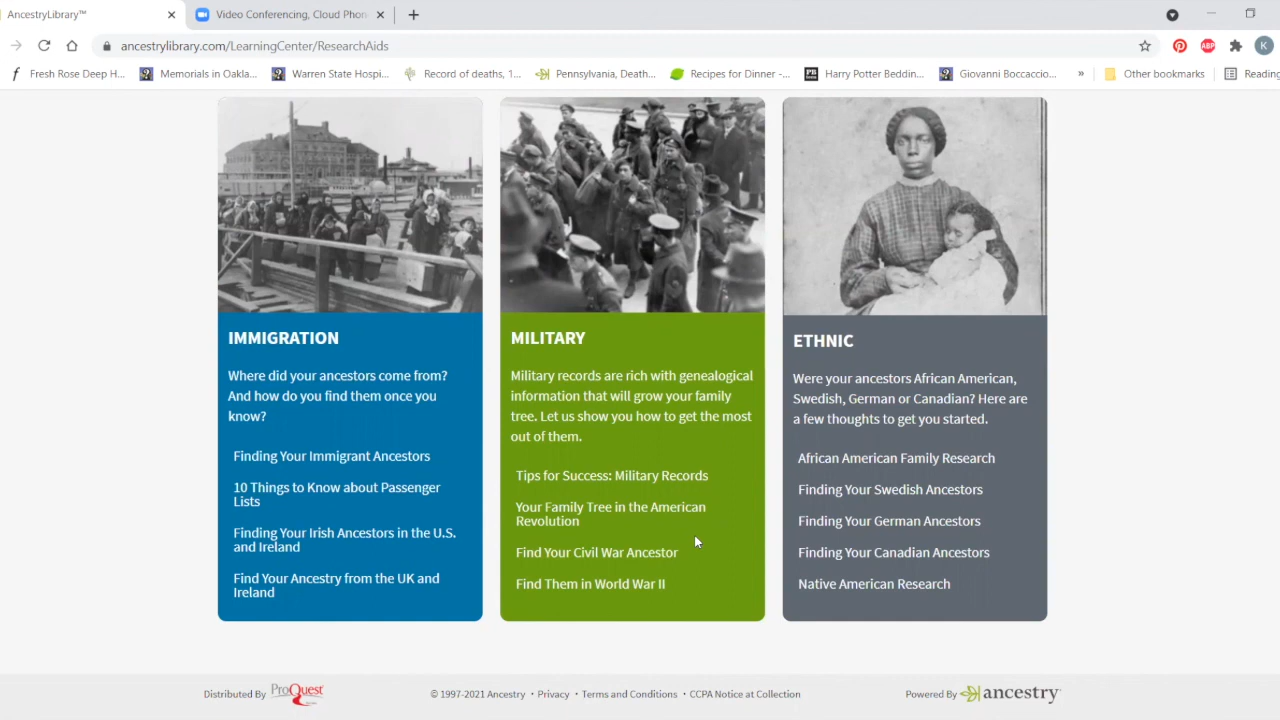 AncestryLibrary™
Video Conferencing, Cloud Phon
ancestrylibrary.com/LearningCenter/ResearchAids
K
Fresh Rose Deep H...
Memorials in Oakla...
Warren State Hospi...
Record of deaths, 1...
Pennsylvania, Death...
Recipes for Dinner -...
Harry Potter Beddin...
Giovanni Boccaccio...
»
Other bookmarks
Reading
ABP
PB
IMMIGRATION
Where did your ancestors come from?
And how do you find them once you
know?
Finding Your Immigrant Ancestors
10 Things to Know about Passenger
Lists
Finding Your Irish Ancestors in the U.S.
and Ireland
Find Your Ancestry from the UK and
Ireland
MILITARY
Military records are rich with genealogical
information that will grow your family
tree. Let us show you how to get the most
out of them.
Tips for Success: Military Records
Your Family Tree in the American
Revolution
Find Your Civil War Ancestor
Find Them in World War II
ETHNIC
Were your ancestors African American,
Swedish, German or Canadian? Here are
a few thoughts to get you started.
African American Family Research
Finding Your Swedish Ancestors
Finding Your German Ancestors
Finding Your Canadian Ancestors
Native American Research
Distributed By ProQuest
© 1997-2021 Ancestry • Privacy • Terms and Conditions • CCPA Notice at Collection
Powered By ancestry